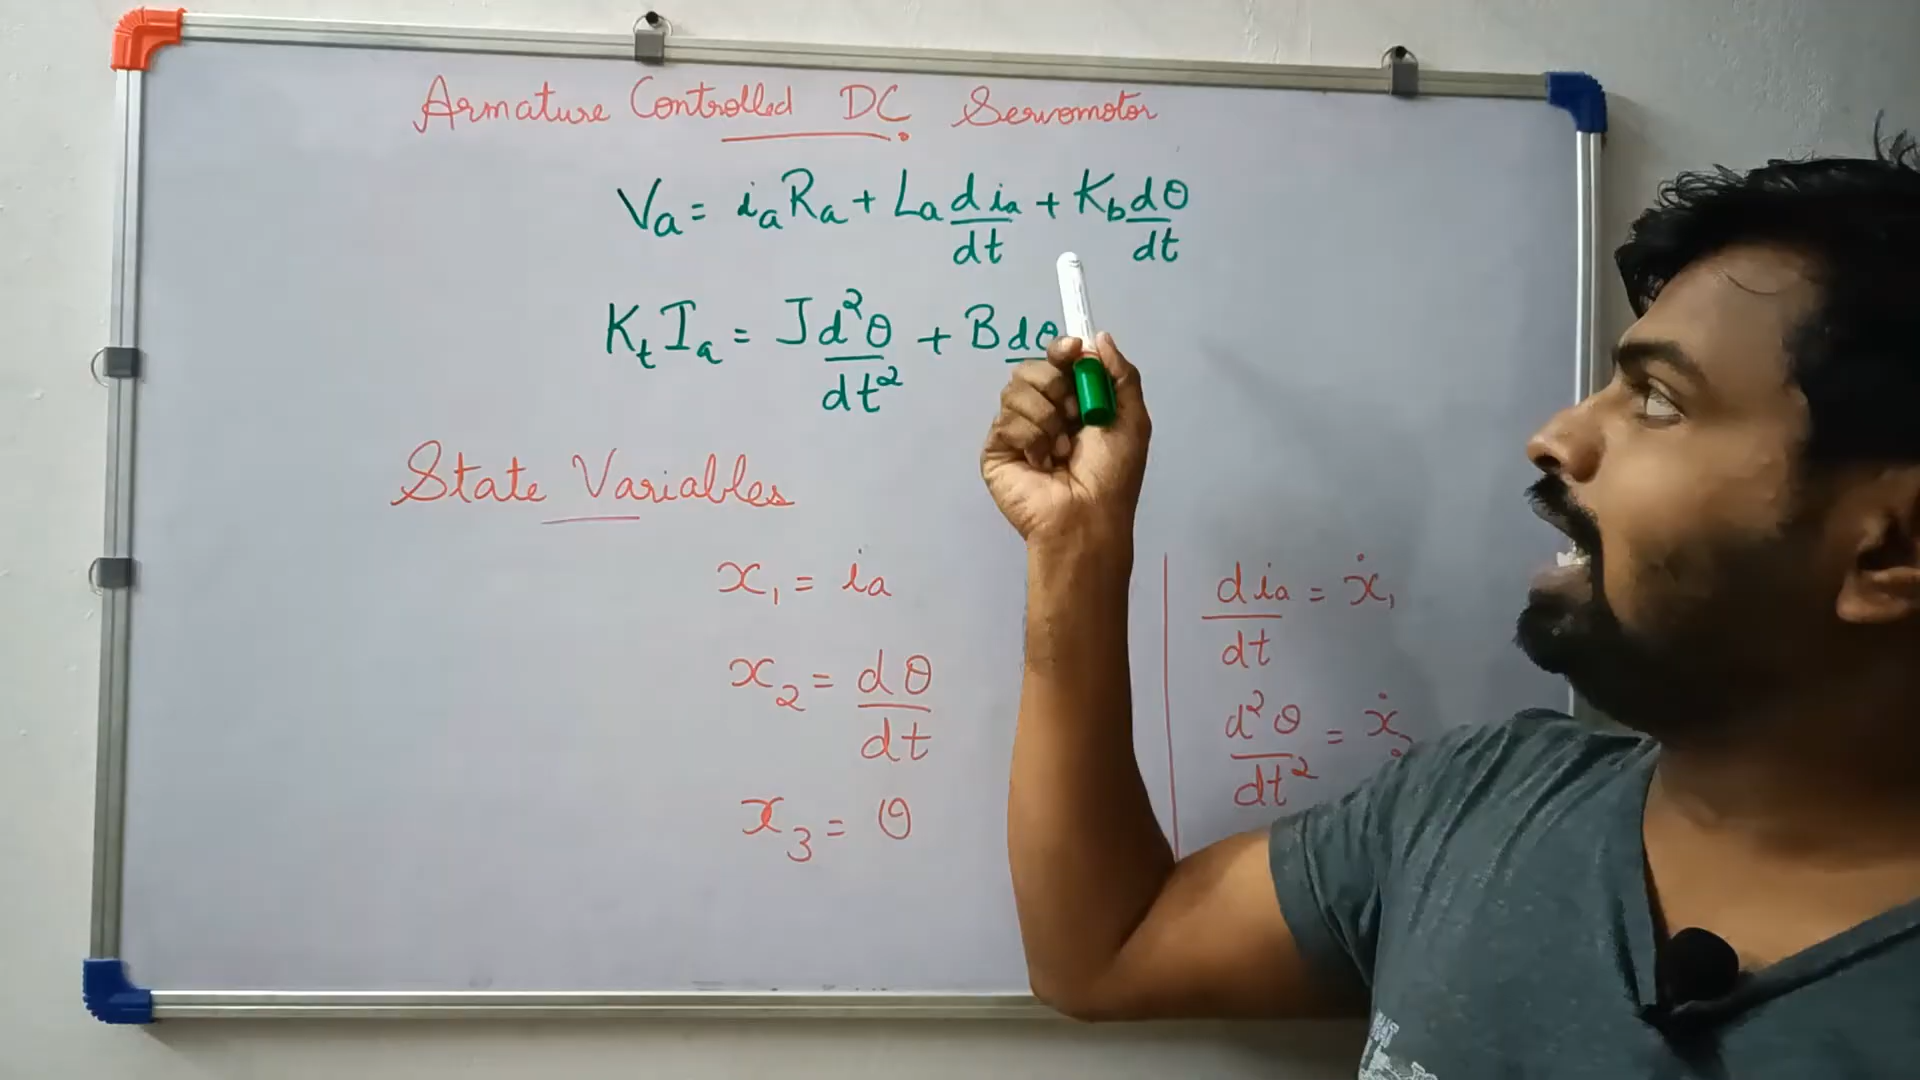 Armature Controlled DC Servomotor
Va = iaRa + La dia/dt + Kb dθ/dt
KtIa = J d²θ/dt² + B dθ
State Variables
x₁ = ia
x₂ = dθ/dt
x₃ = θ
dia/dt = ẋ₁
d²θ/dt² = ẋ₂